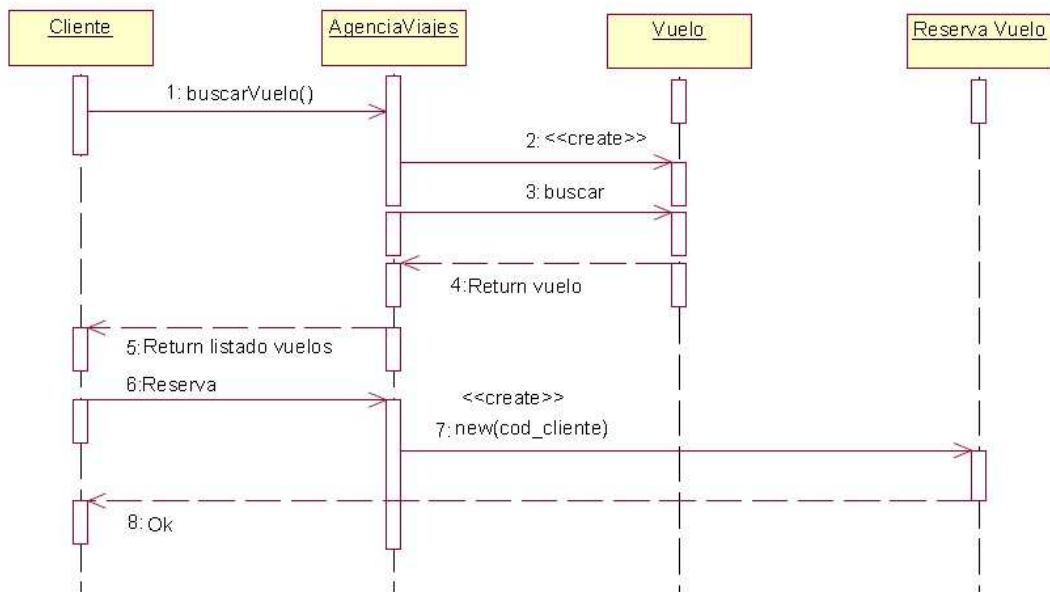 Cliente
AgenciaViajes
Vuelo
Reserva Vuelo
1: buscarVuelo()
2: <<create>>
3: buscar
4:Return vuelo
5:Return listado vuelos
6:Reserva
<<create>>
7: new(cod_cliente)
8: Ok